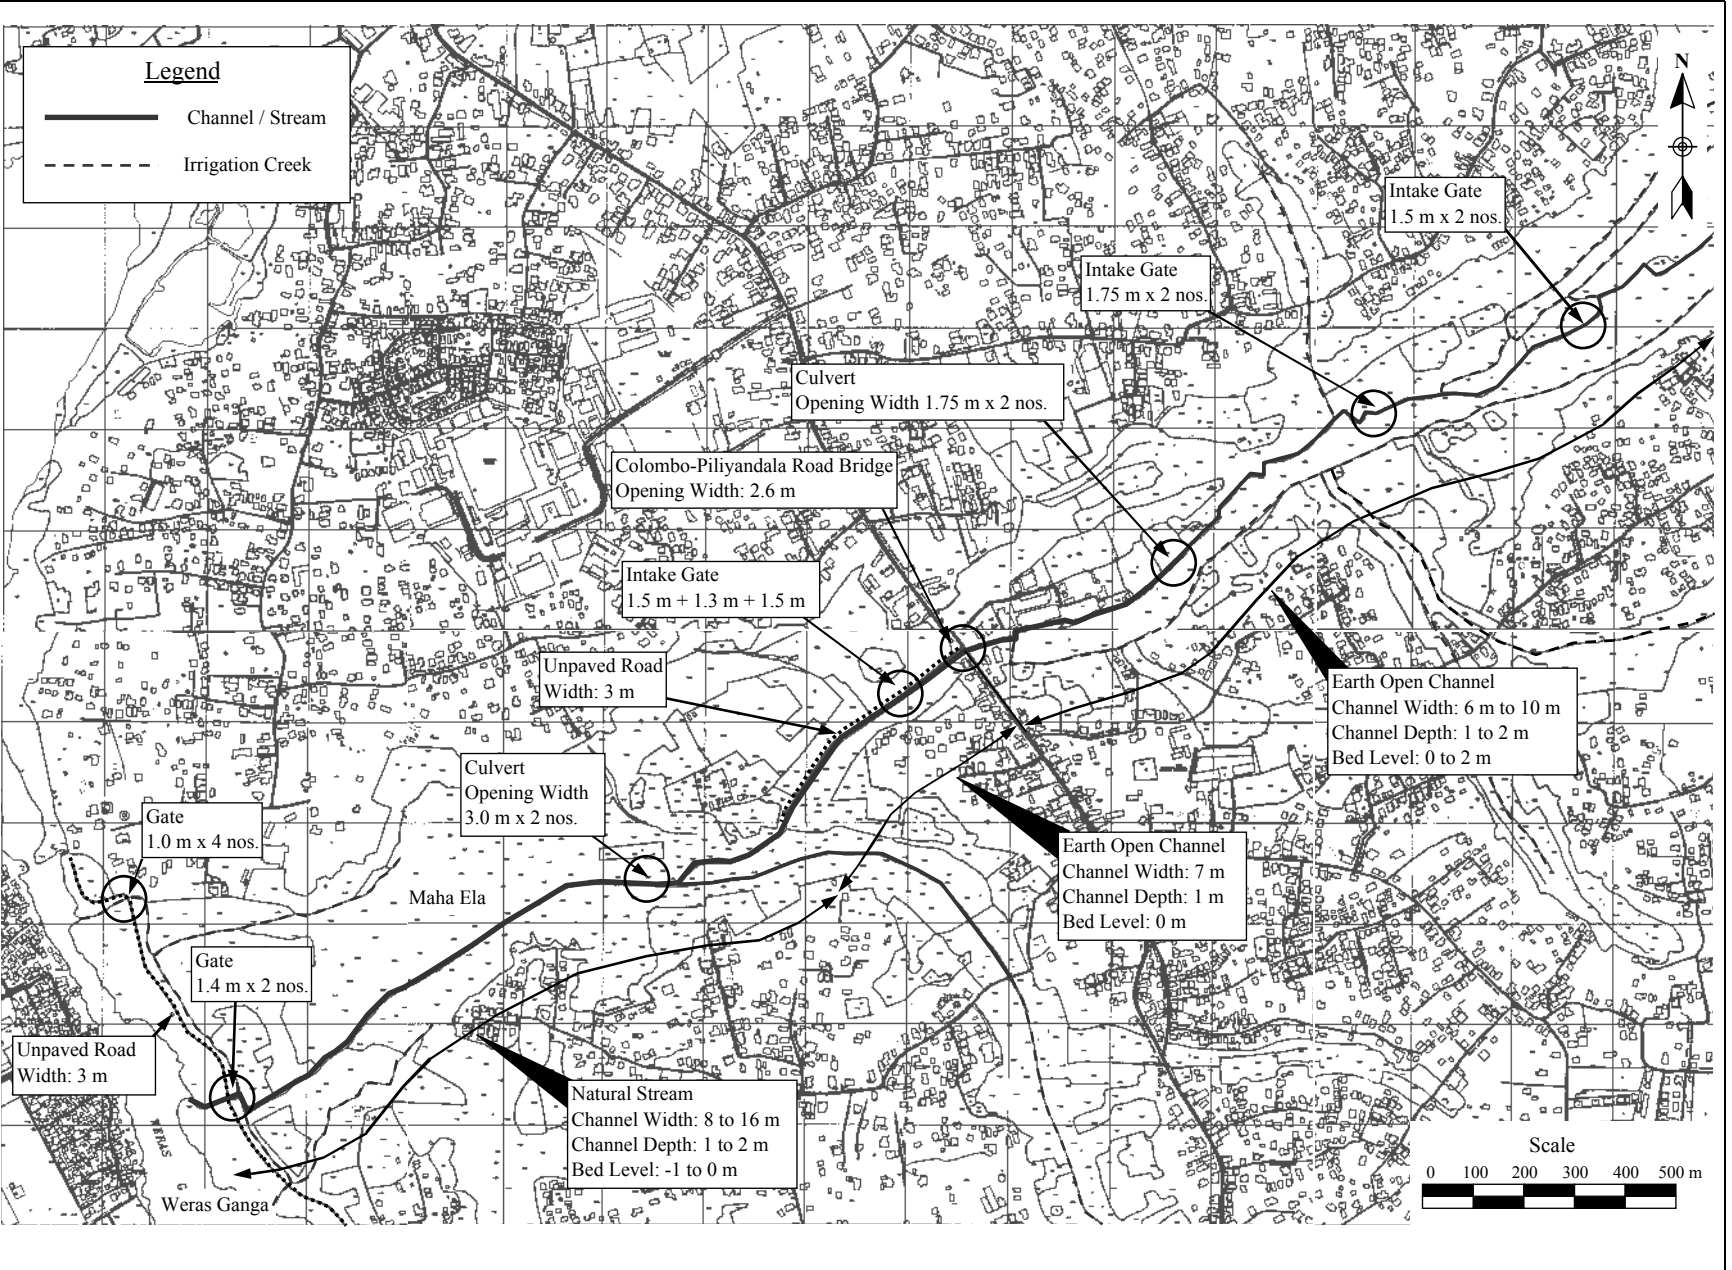 Legend
Channel / Stream
Irrigation Creek
N
Intake Gate
1.5 m x 2 nos.
Intake Gate
1.75 m x 2 nos.
Culvert
Opening Width 1.75 m x 2 nos.
Colombo-Piliyandala Road Bridge
Opening Width: 2.6 m
Intake Gate
1.5 m + 1.3 m + 1.5 m
Unpaved Road
Width: 3 m
Earth Open Channel
Channel Width: 6 m to 10 m
Channel Depth: 1 to 2 m
Bed Level: 0 to 2 m
Culvert
Opening Width
3.0 m x 2 nos.
Gate
1.0 m x 4 nos.
Earth Open Channel
Channel Width: 7 m
Channel Depth: 1 m
Bed Level: 0 m
Maha Ela
Gate
1.4 m x 2 nos.
Unpaved Road
Width: 3 m
Natural Stream
Channel Width: 8 to 16 m
Channel Depth: 1 to 2 m
Bed Level: -1 to 0 m
WERAS
Weras Ganga
Scale
0 100 200 300 400 500 m